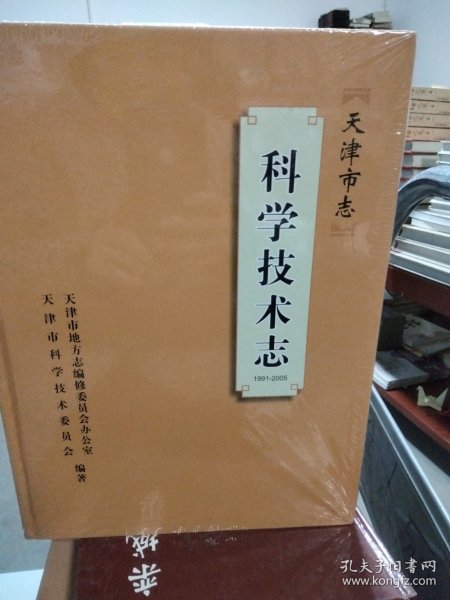 天津市志
科学技术志
1991-2005
天津市地方志编修委员会办公室
天津市科学技术委员会
编著
孔夫子旧书网
www.kongfz.com